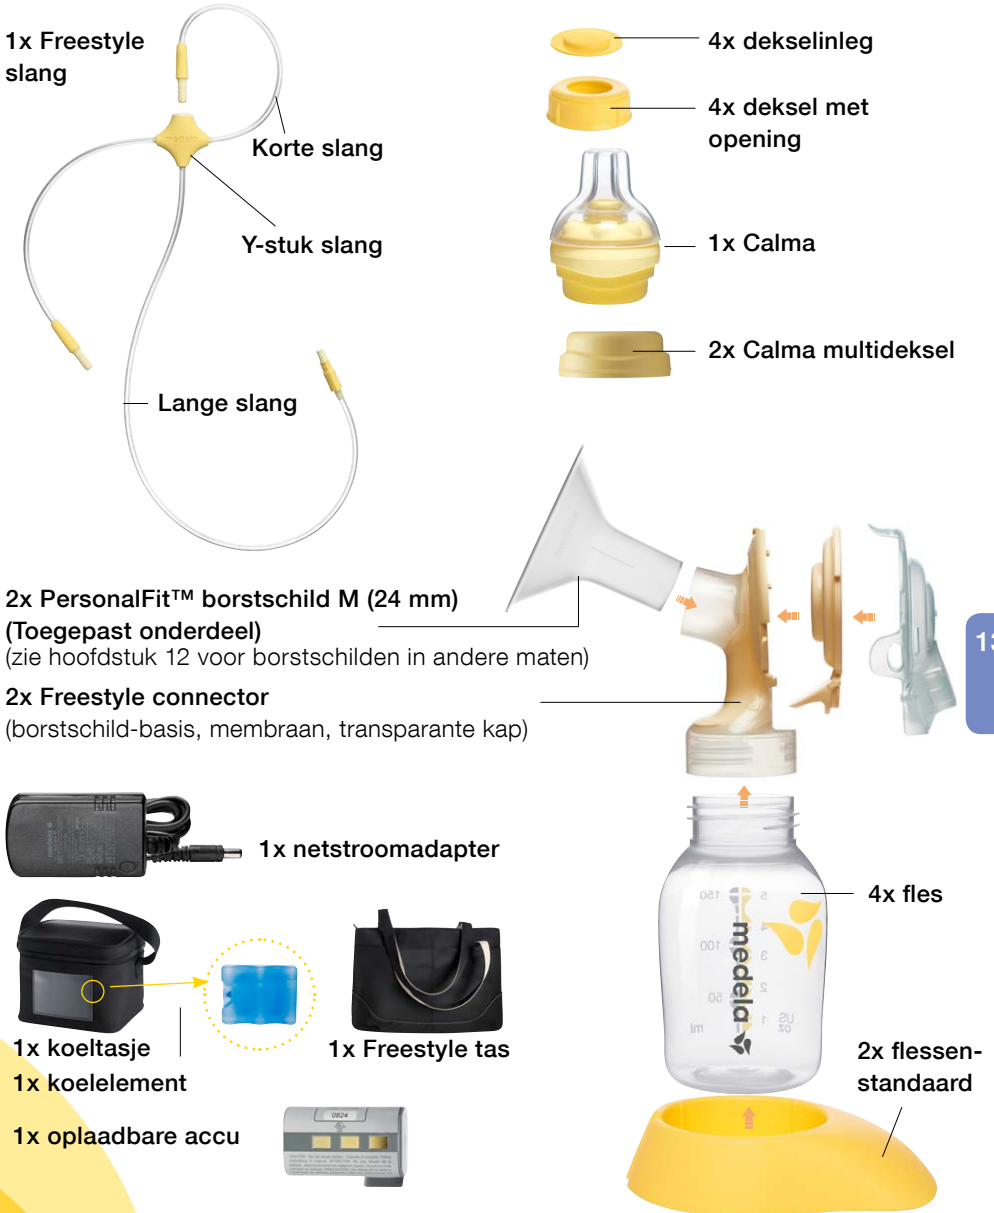 1x Freestyle
slang
Korte slang
Y-stuk slang
Lange slang
4x dekselinleg
4x deksel met
opening
1x Calma
2x Calma multideksel
2x PersonalFit™ borstschild M (24 mm)
(Toegepast onderdeel)
(zie hoofdstuk 12 voor borstschilden in andere maten)
2x Freestyle connector
(borstschild-basis, membraan, transparante kap)
13
1x netstroomadapter
4x fles
150
100
50
ml
5
4
3
2
1
US
oz
medela
1x koeltasje
1x koelelement
1x Freestyle tas
2x flessen-
standaard
1x oplaadbare accu
0824